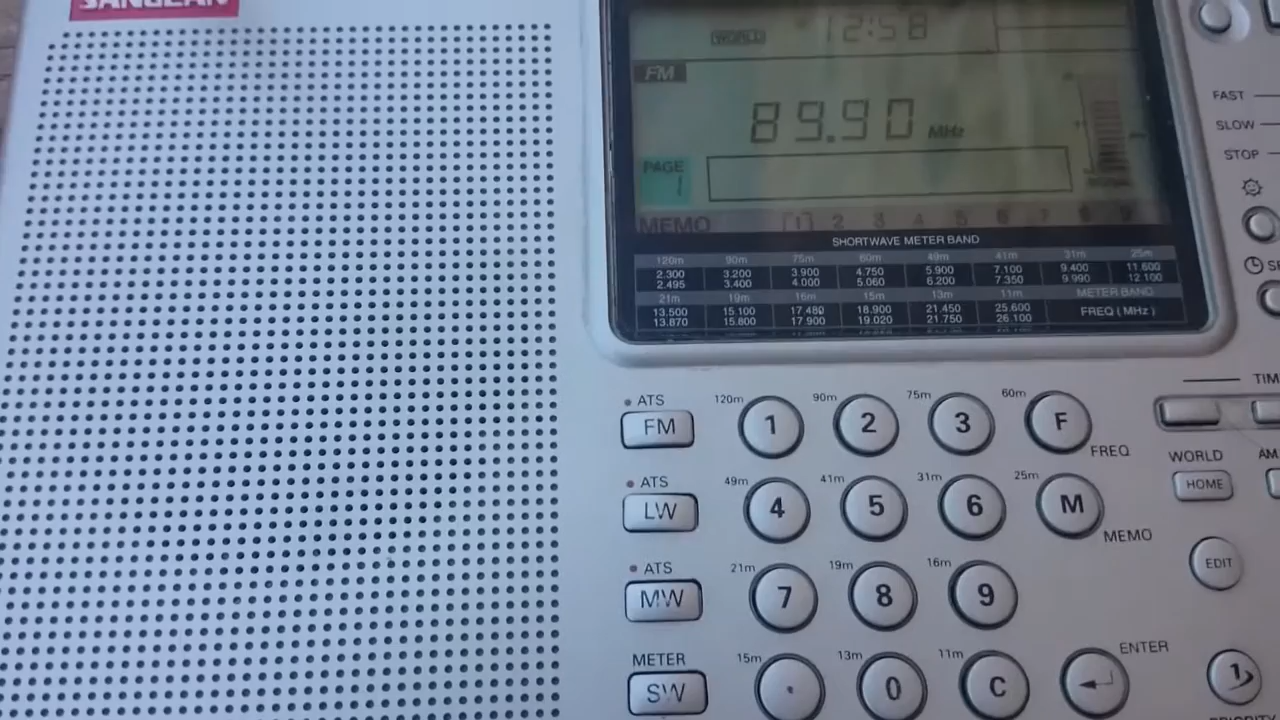 SANGEAN
WORLD 12:58
FM
89.90 MHz
PAGE
1
MEMO [1] 2 3 4 5 6 7 8 9
SHORTWAVE METER BAND
120m 90m 75m 60m 49m 41m 31m 25m
2.300 3.200 3.900 4.750 5.900 7.100 9.400 11.600
2.495 3.400 4.000 5.060 6.200 7.350 9.990 12.100
21m 19m 16m 15m 13m 11m METER BAND
13.500 15.100 17.480 18.900 21.450 25.600 FREQ (MHz)
13.870 15.800 17.900 19.020 21.750 26.100
FAST
SLOW
STOP
ATS 120m 90m 75m 60m
FM 1 2 3 F
FREQ
ATS 49m 41m 31m 25m
LW 4 5 6 M
MEMO
ATS 21m 19m 16m
MW 7 8 9
METER 15m 13m 11m ENTER
SW . 0 C
WORLD
HOME
EDIT
1